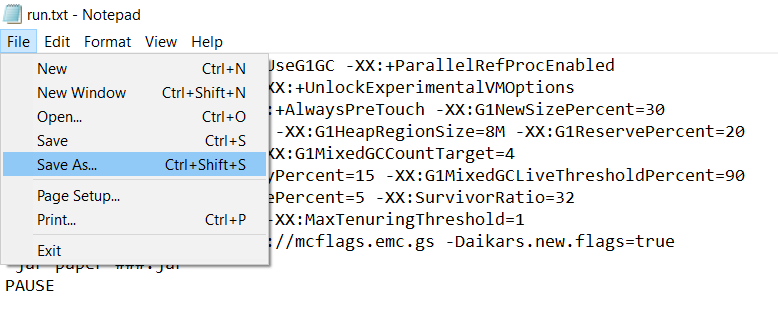 run.txt - Notepad
File Edit Format View Help
New Ctrl+N
New Window Ctrl+Shift+N
Open... Ctrl+O
Save Ctrl+S
Save As... Ctrl+Shift+S
Page Setup...
Print... Ctrl+P
Exit
UseG1GC -XX:+ParallelRefProcEnabled
XX:+UnlockExperimentalVMOptions
:+AlwaysPreTouch -XX:G1NewSizePercent=30
-XX:G1HeapRegionSize=8M -XX:G1ReservePercent=20
XX:G1MixedGCCountTarget=4
yPercent=15 -XX:G1MixedGCLiveThresholdPercent=90
ePercent=5 -XX:SurvivorRatio=32
-XX:MaxTenuringThreshold=1
://mcflags.emc.gs -Daikars.new.flags=true
-jar paper-###.jar
PAUSE